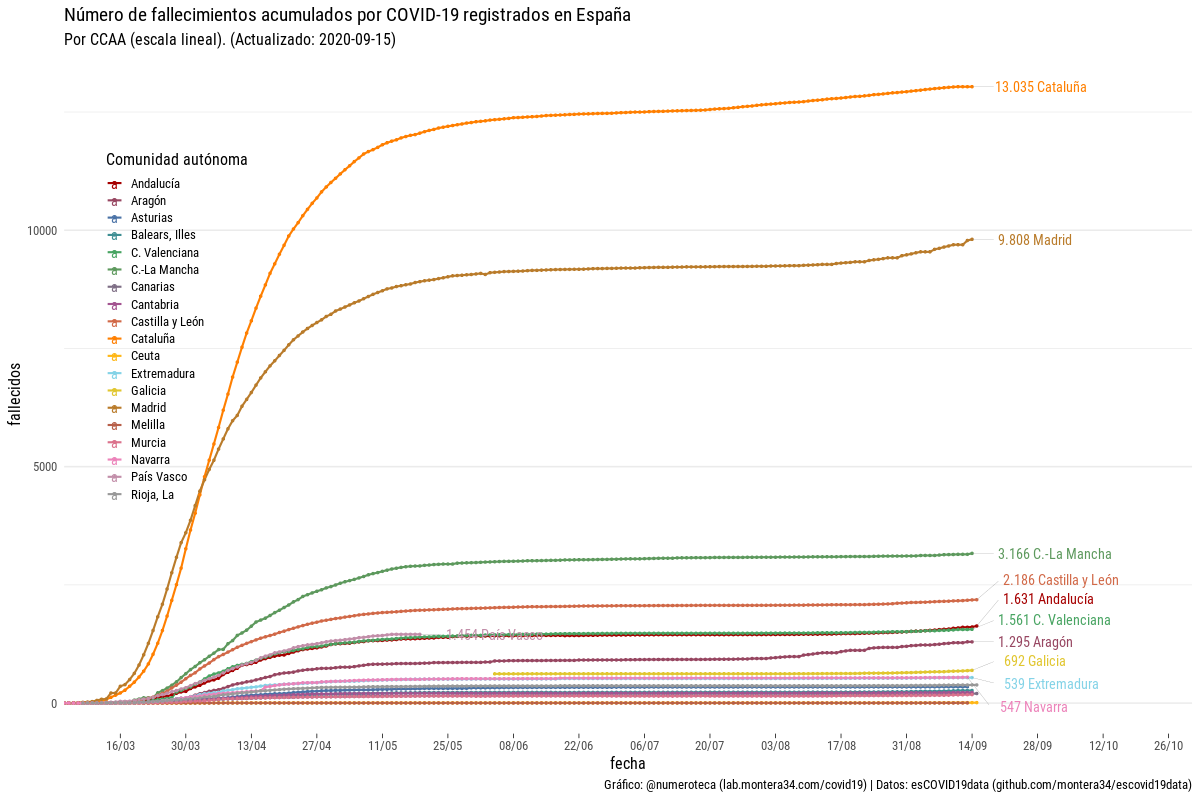 Número de fallecimientos acumulados por COVID-19 registrados en España
Por CCAA (escala lineal). (Actualizado: 2020-09-15)
13.035 Cataluña
Comunidad autónoma
Andalucía
Aragón
Asturias
Balears, Illes
C. Valenciana
C.-La Mancha
Canarias
Cantabria
Castilla y León
Cataluña
Ceuta
Extremadura
Galicia
Madrid
Melilla
Murcia
Navarra
País Vasco
Rioja, La
10000
5000
0
fallecidos
9.808 Madrid
3.166 C.-La Mancha
2.186 Castilla y León
1.631 Andalucía
1.561 C. Valenciana
1.454 País Vasco
1.295 Aragón
692 Galicia
539 Extremadura
547 Navarra
16/03 30/03 13/04 27/04 11/05 25/05 08/06 22/06 06/07 20/07 03/08 17/08 31/08 14/09 28/09 12/10 26/10
fecha
Gráfico: @numeroteca (lab.montera34.com/covid19) | Datos: esCOVID19data (github.com/montera34/escovid19data)